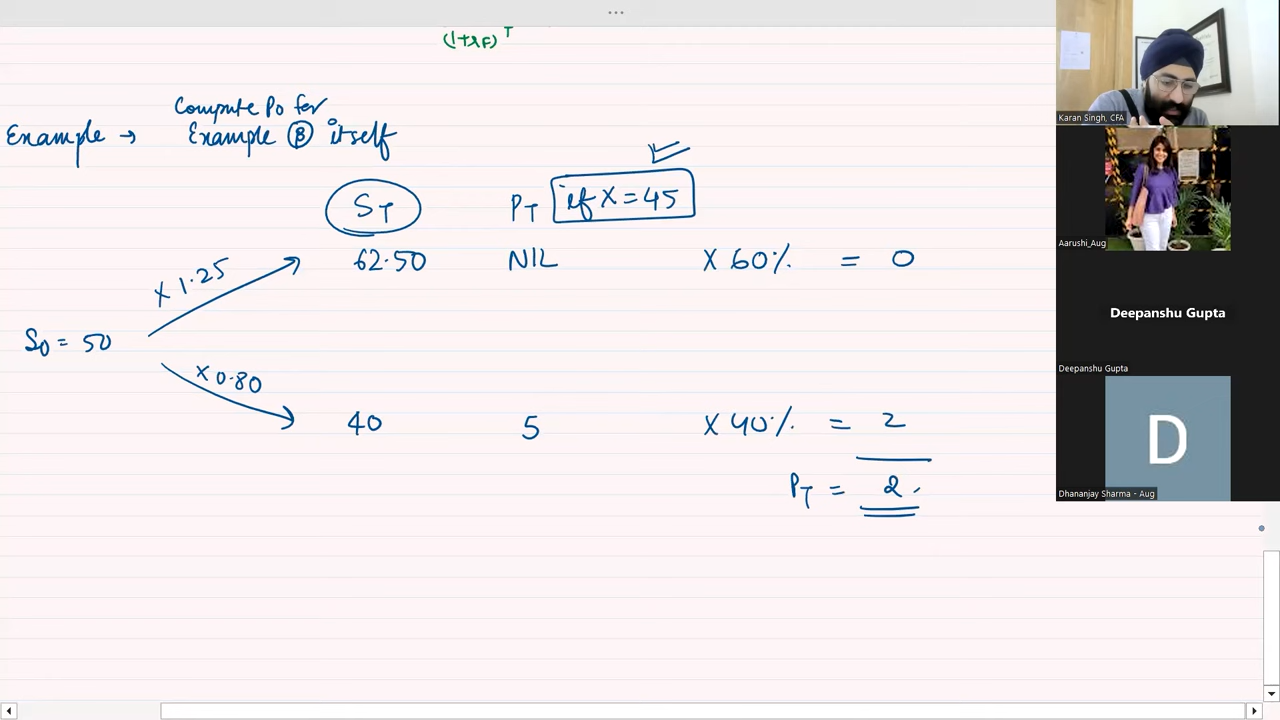 (1+rF)^T
Compute P0 for
Example → Example B itself
ST PT if X = 45
× 1.25 62.50 NIL × 60% = 0
S0 = 50
× 0.80 40 5 × 40% = 2
PT = 2
Karan Singh, CFA
Aarushi_Aug
Deepanshu Gupta
Deepanshu Gupta
D
Dhananjay Sharma - Aug